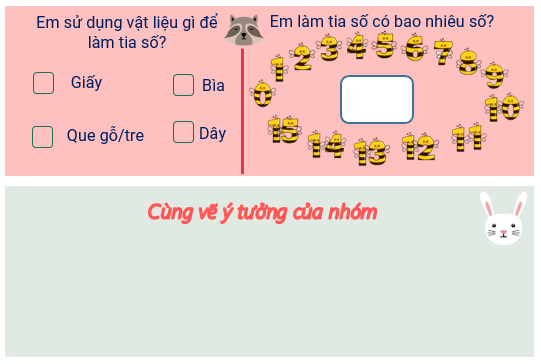 Em sử dụng vật liệu gì để
làm tia số?
Giấy
Bìa
Que gỗ/tre
Dây
Em làm tia số có bao nhiêu số?
0 1 2 3 4 5 6 7 8 9 10
15 14 13 12 11
Cùng vẽ ý tưởng của nhóm